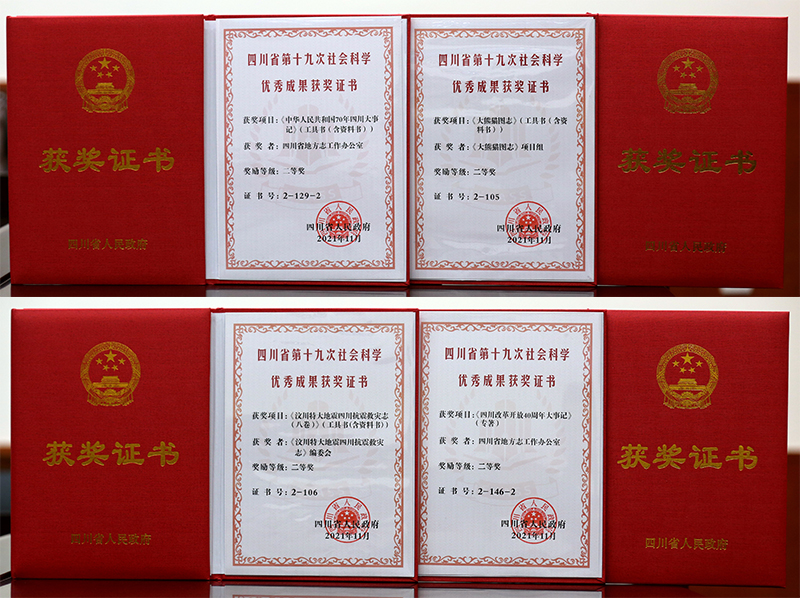 获奖证书
四川省人民政府
四川省第十九次社会科学
优秀成果获奖证书
获奖项目：《中华人民共和国70年四川大事
记》（工具书（含资料书））
获 奖 者：四川省地方志工作办公室
奖励等级：二等奖
证 书 号：2-129-2
四川省人民政府
2021年11月
四川省第十九次社会科学
优秀成果获奖证书
获奖项目：《大熊猫图志》（工具书（含资
料书））
获 奖 者：《大熊猫图志》项目组
奖励等级：二等奖
证 书 号：2-105
四川省人民政府
2021年11月
获奖证书
四川省人民政府
获奖证书
四川省人民政府
四川省第十九次社会科学
优秀成果获奖证书
获奖项目：《汶川特大地震四川抗震救灾志
（八卷）》（工具书（含资料书））
获 奖 者：《汶川特大地震四川抗震救灾
志》编委会
奖励等级：二等奖
证 书 号：2-106
四川省人民政府
2021年11月
四川省第十九次社会科学
优秀成果获奖证书
获奖项目：《四川改革开放40周年大事记》
（专著）
获 奖 者：四川省地方志工作办公室
奖励等级：二等奖
证 书 号：2-146-2
四川省人民政府
2021年11月
获奖证书
四川省人民政府